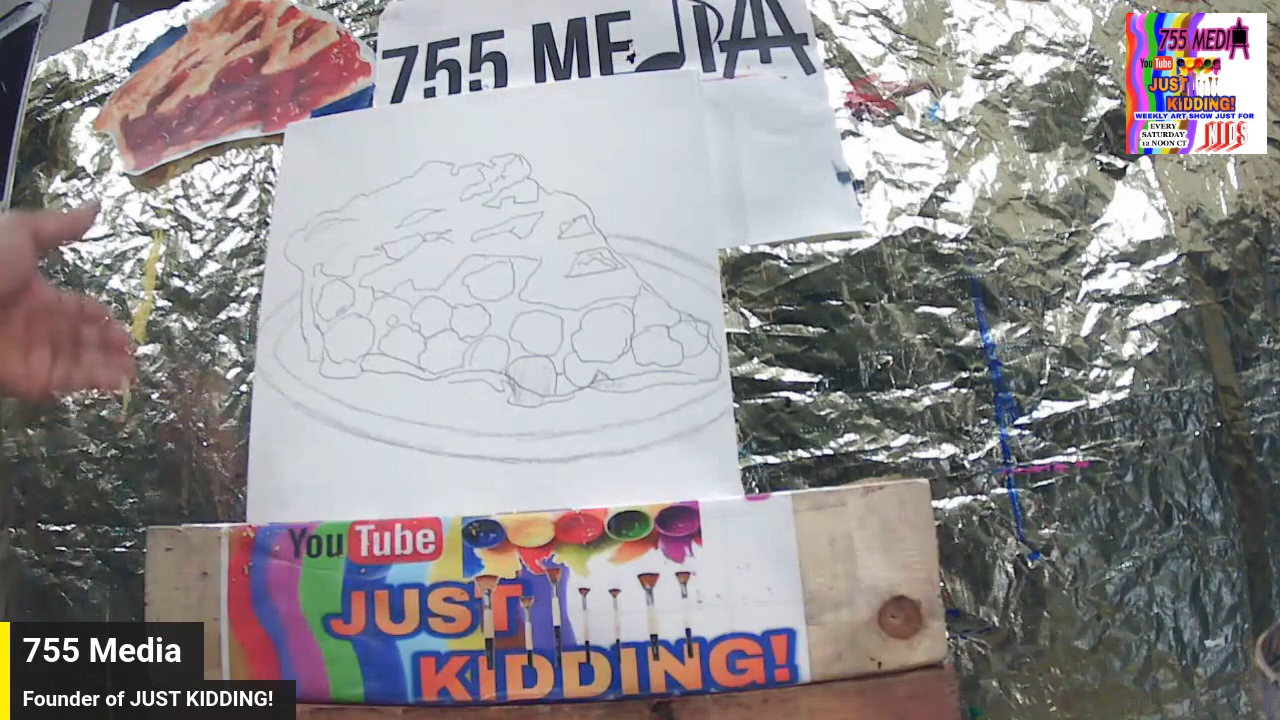 755 MEDIA
755 MEDIA
YouTube
JUST
KIDDING!
WEEKLY ART SHOW JUST FOR
EVERY
SATURDAY
12 NOON CT
KIDS
YouTube
JUST
KIDDING!
755 Media
Founder of JUST KIDDING!